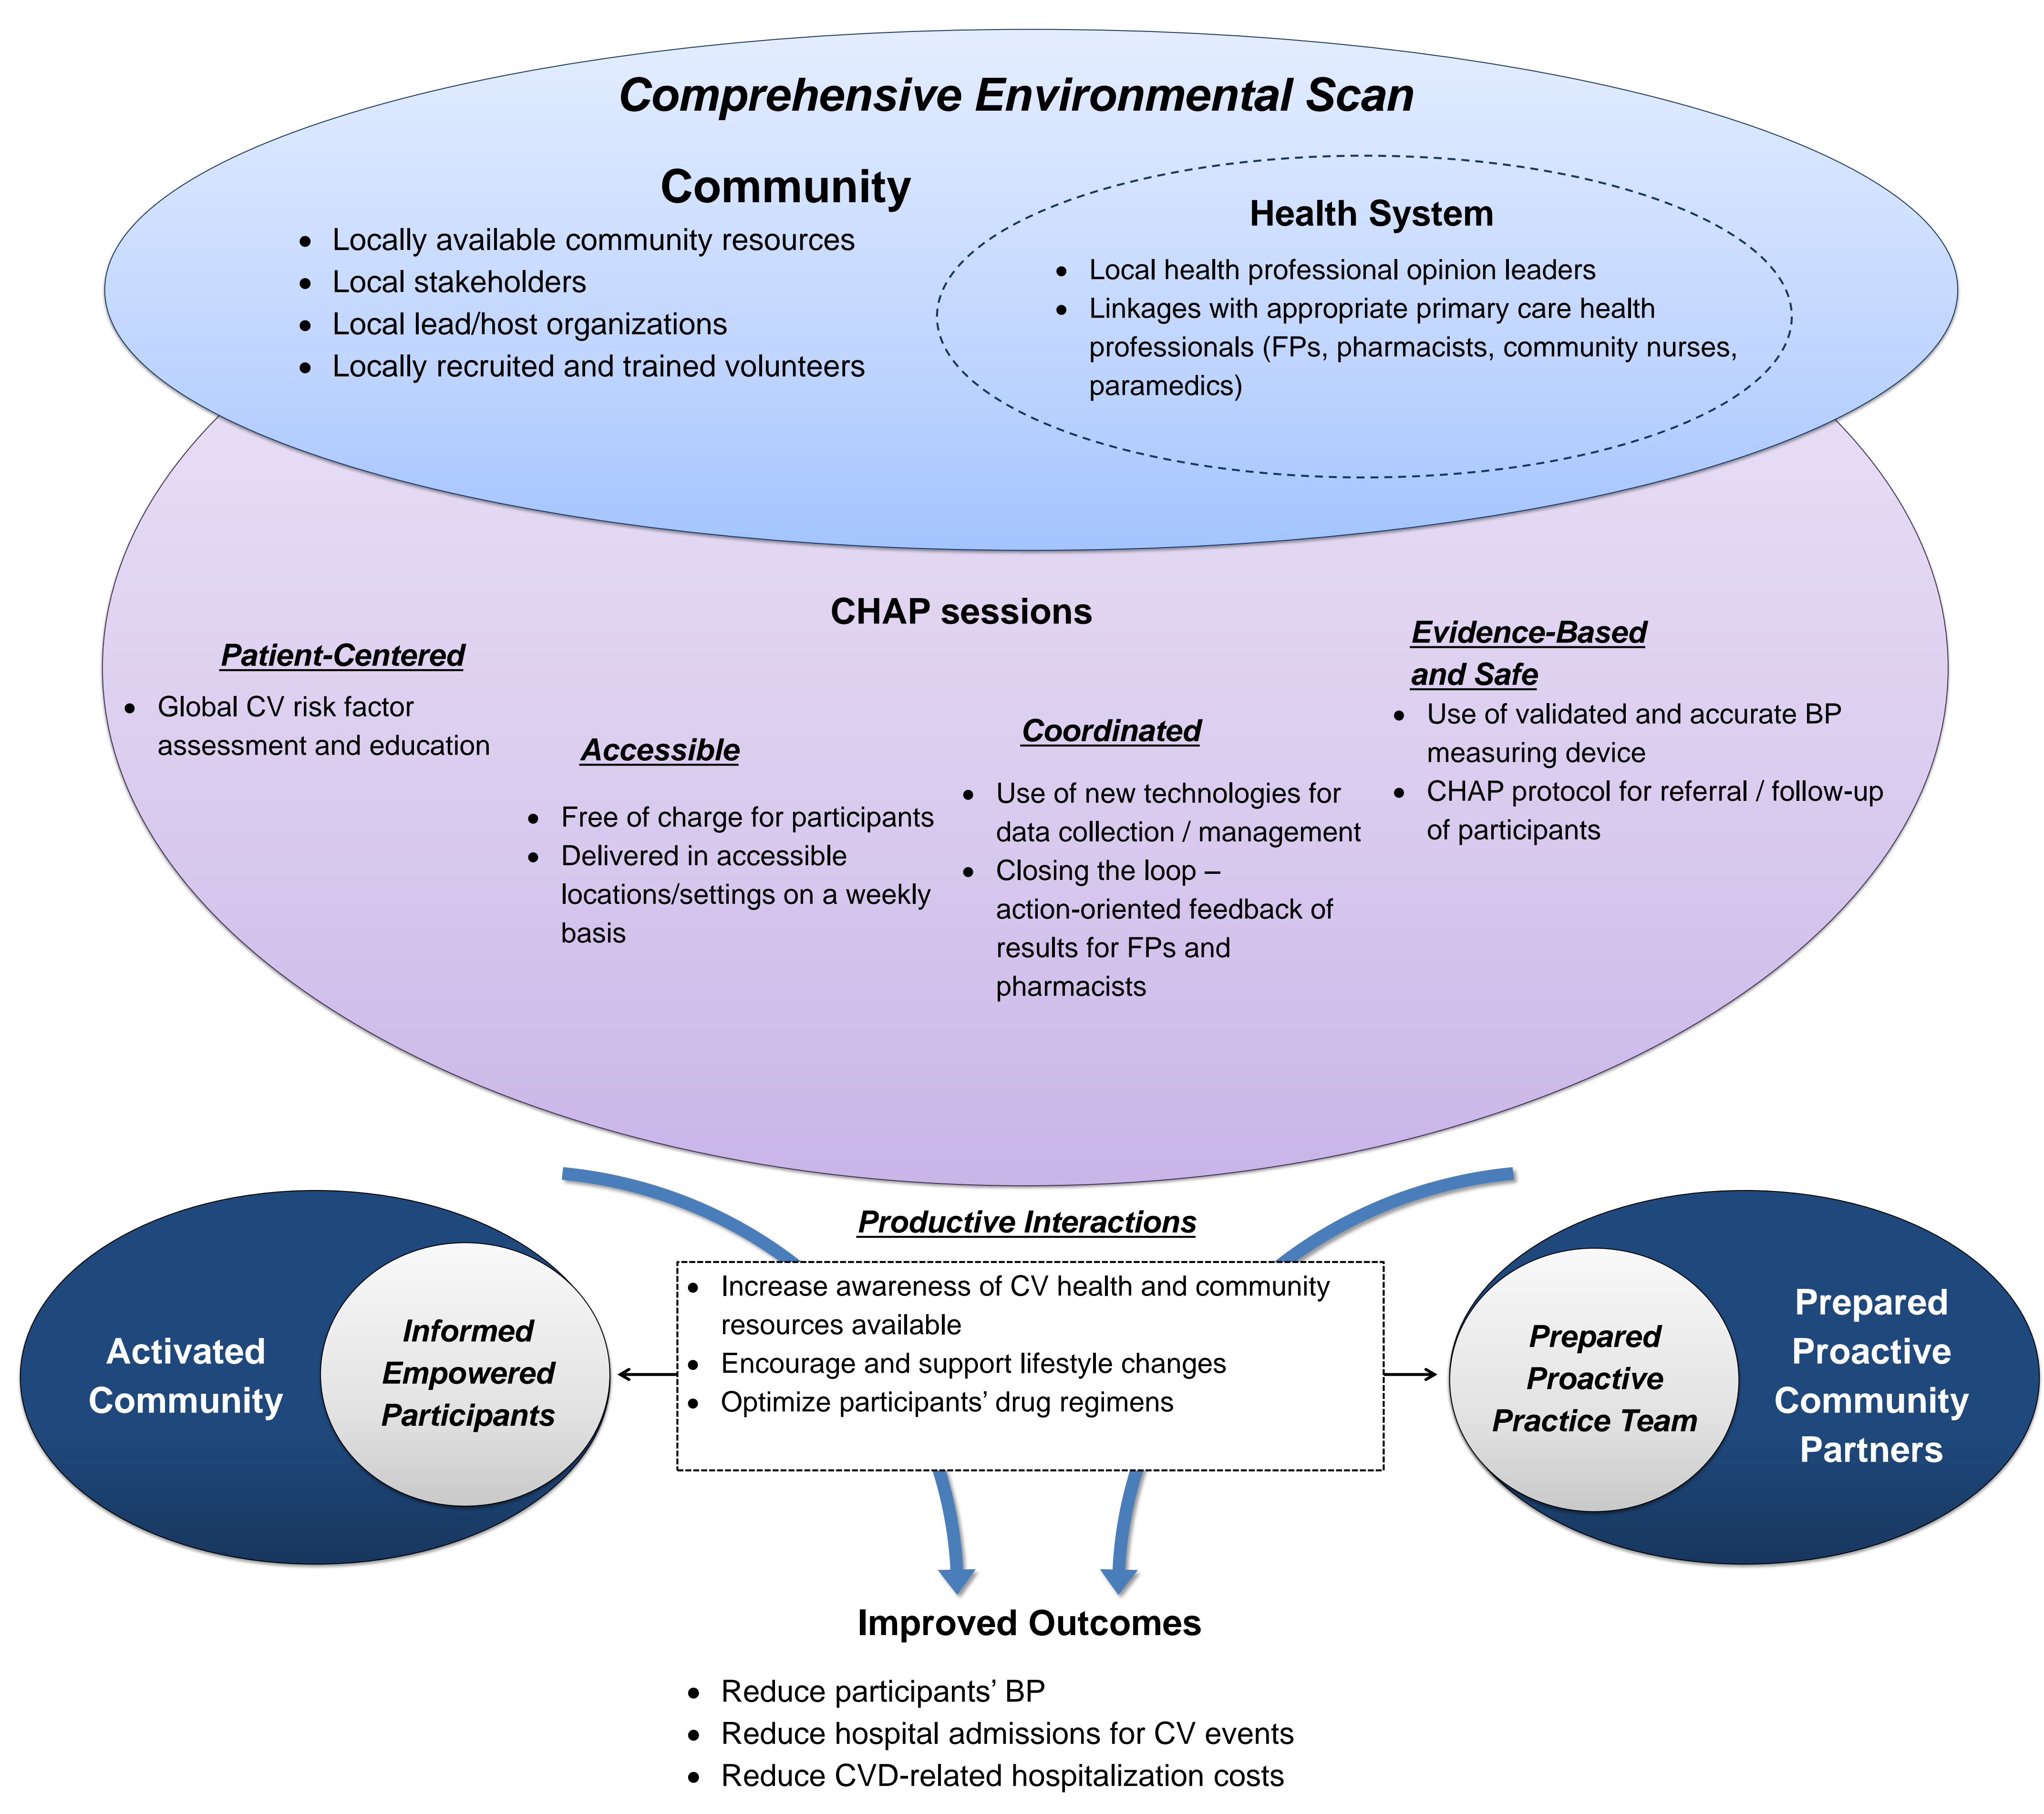 Comprehensive Environmental Scan
Community
• Locally available community resources
• Local stakeholders
• Local lead/host organizations
• Locally recruited and trained volunteers
Health System
• Local health professional opinion leaders
• Linkages with appropriate primary care health
professionals (FPs, pharmacists, community nurses,
paramedics)
CHAP sessions
Patient-Centered
• Global CV risk factor
assessment and education
Accessible
• Free of charge for participants
• Delivered in accessible
locations/settings on a weekly
basis
Coordinated
• Use of new technologies for
data collection / management
• Closing the loop –
action-oriented feedback of
results for FPs and
pharmacists
Evidence-Based
and Safe
• Use of validated and accurate BP
measuring device
• CHAP protocol for referral / follow-up
of participants
Activated
Community
Informed
Empowered
Participants
Productive Interactions
• Increase awareness of CV health and community
resources available
• Encourage and support lifestyle changes
• Optimize participants’ drug regimens
Prepared
Proactive
Practice Team
Prepared
Proactive
Community
Partners
Improved Outcomes
• Reduce participants’ BP
• Reduce hospital admissions for CV events
• Reduce CVD-related hospitalization costs